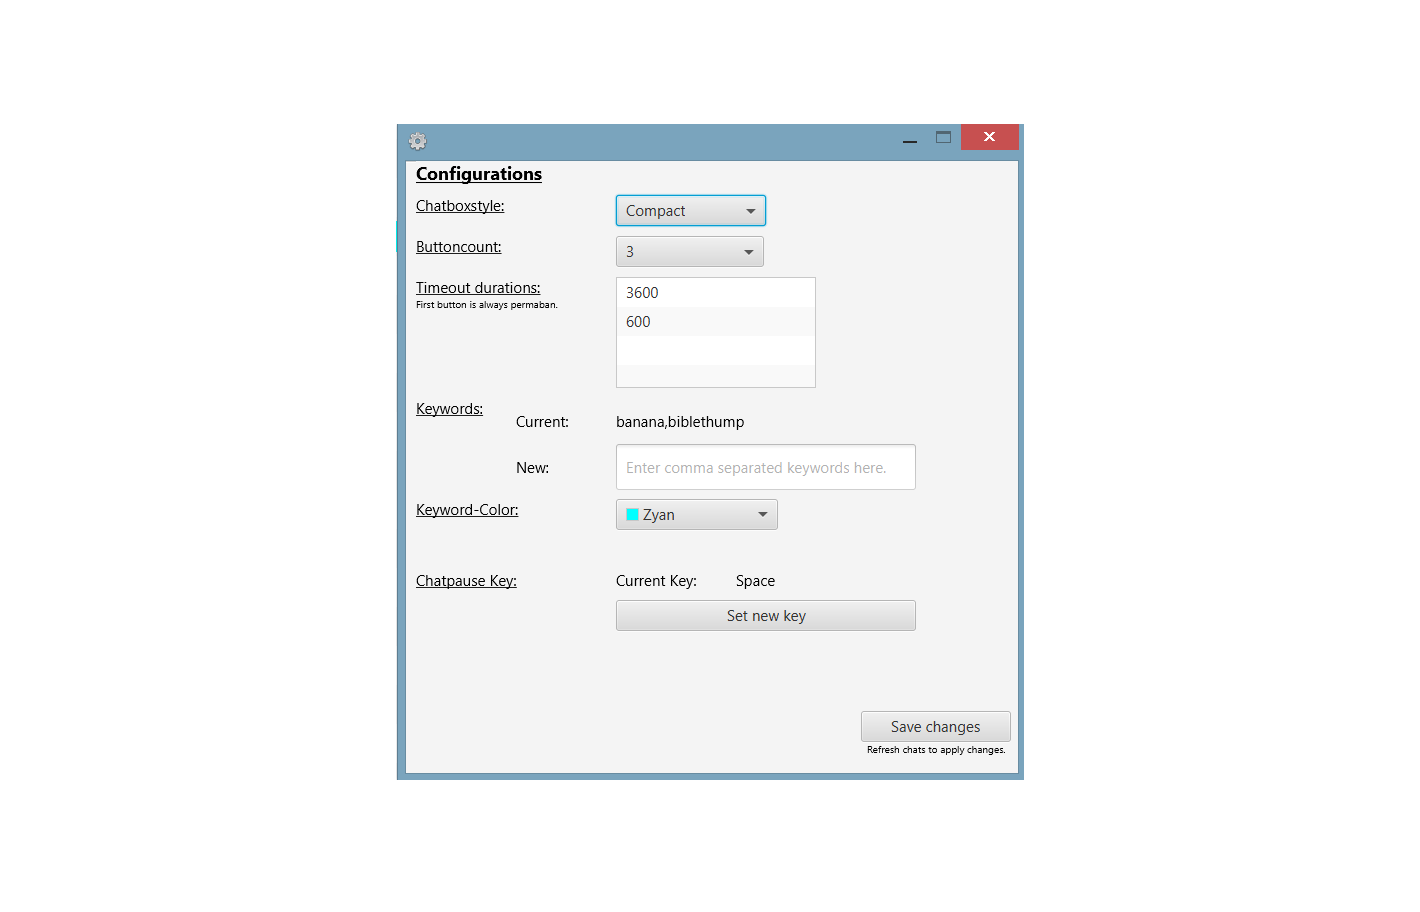 Configurations
Chatboxstyle:
Compact
Buttoncount:
3
Timeout durations:
First button is always permaban.
3600
600
Keywords:
Current:
banana,biblethump
New:
Enter comma separated keywords here.
Keyword-Color:
Zyan
Chatpause Key:
Current Key:
Space
Set new key
Save changes
Refresh chats to apply changes.